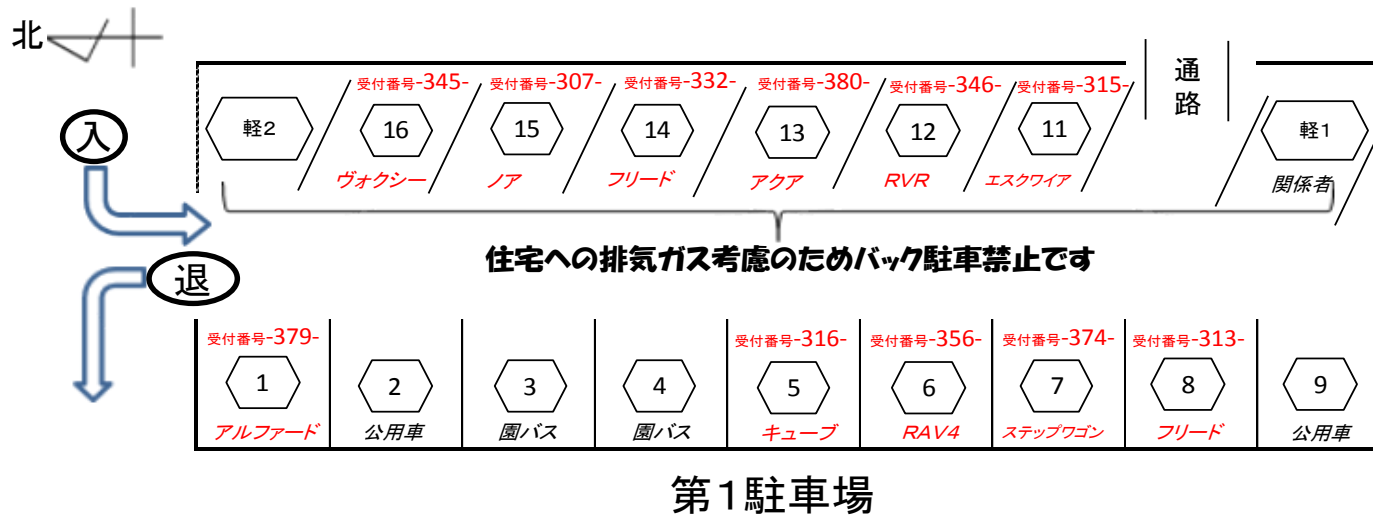 北
通路
受付番号-345- 受付番号-307- 受付番号-332- 受付番号-380- 受付番号-346- 受付番号-315-
入
軽2 16 15 14 13 12 11 軽1
ヴォクシー ノア フリード アクア RVR エスクワイア 関係者
住宅への排気ガス考慮のためバック駐車禁止です
退
受付番号-379- 受付番号-316- 受付番号-356- 受付番号-374- 受付番号-313-
1 2 3 4 5 6 7 8 9
アルファード 公用車 園バス 園バス キューブ RAV4 ステップワゴン フリード 公用車
第1駐車場